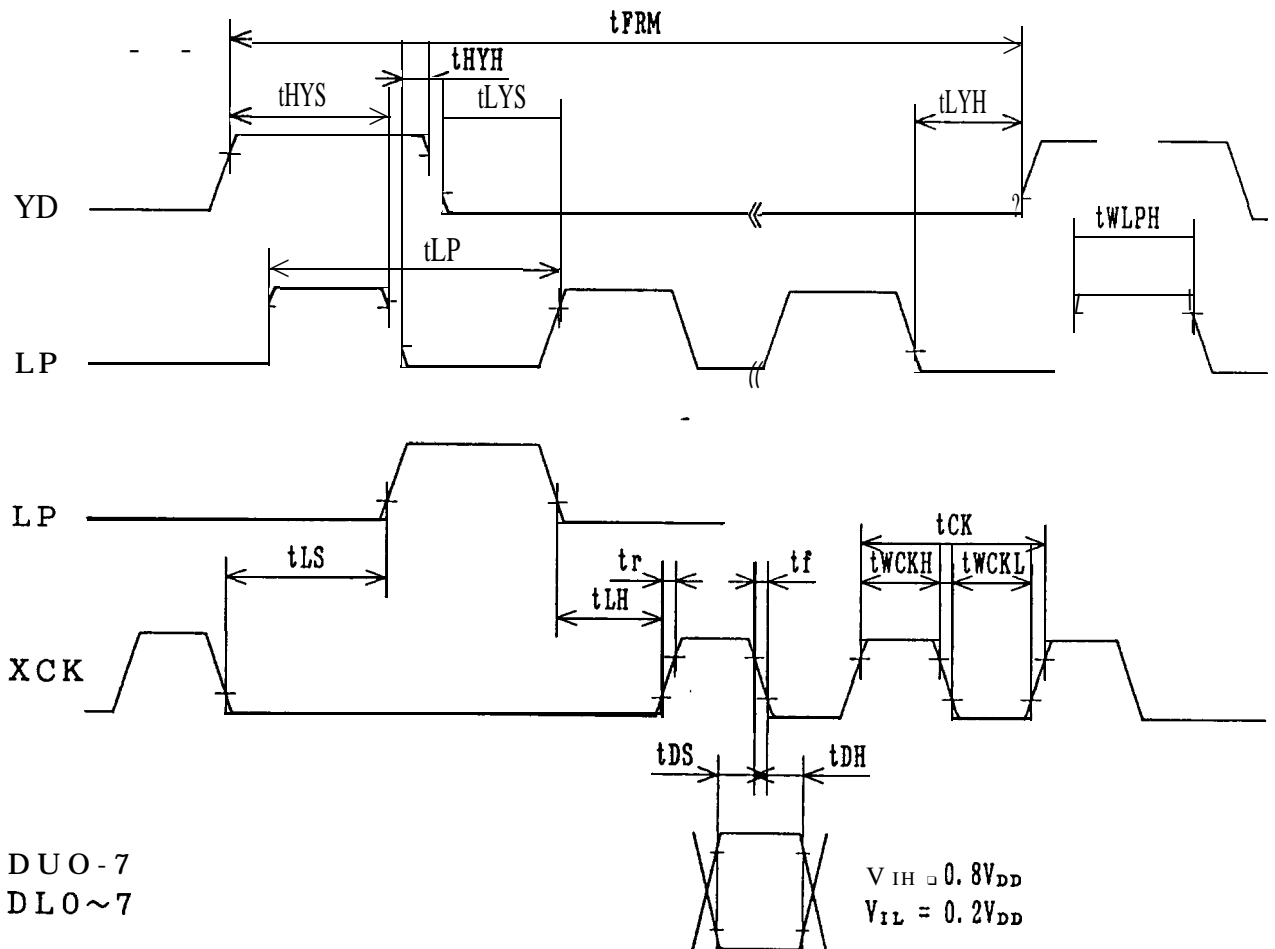 tFRM
tHYH
tHYS
tLYS
tLYH
YD
tWLPH
tLP
LP
LP
tCK
tLS
tr
tf
tWCKH
tWCKL
tLH
XCK
tDS
tDH
DUO-7
DL0~7
VIH □ 0.8VDD
VIL = 0.2VDD